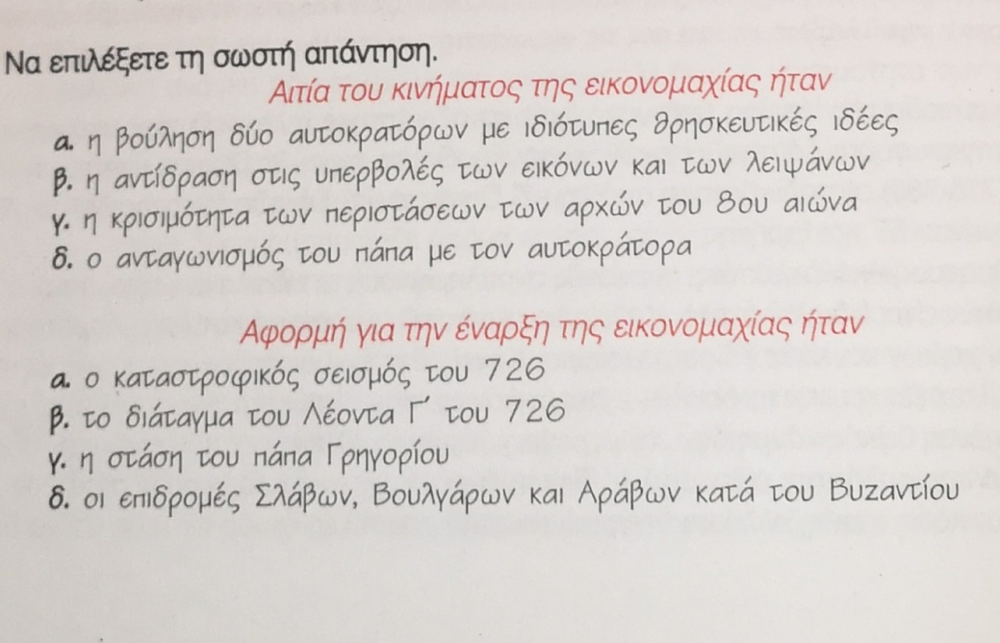 Να επιλέξετε τη σωστή απάντηση.
Αιτία του κινήματος της εικονομαχίας ήταν
α. η βούληση δύο αυτοκρατόρων με ιδιότυπες θρησκευτικές ιδέες
β. η αντίδραση στις υπερβολές των εικόνων και των λειψάνων
γ. η κρισιμότητα των περιστάσεων των αρχών του 8ου αιώνα
δ. ο ανταγωνισμός του πάπα με τον αυτοκράτορα
Αφορμή για την έναρξη της εικονομαχίας ήταν
α. ο καταστροφικός σεισμός του 726
β. το διάταγμα του Λέοντα Γ΄ του 726
γ. η στάση του πάπα Γρηγορίου
δ. οι επιδρομές Σλάβων, Βουλγάρων και Αράβων κατά του Βυζαντίου